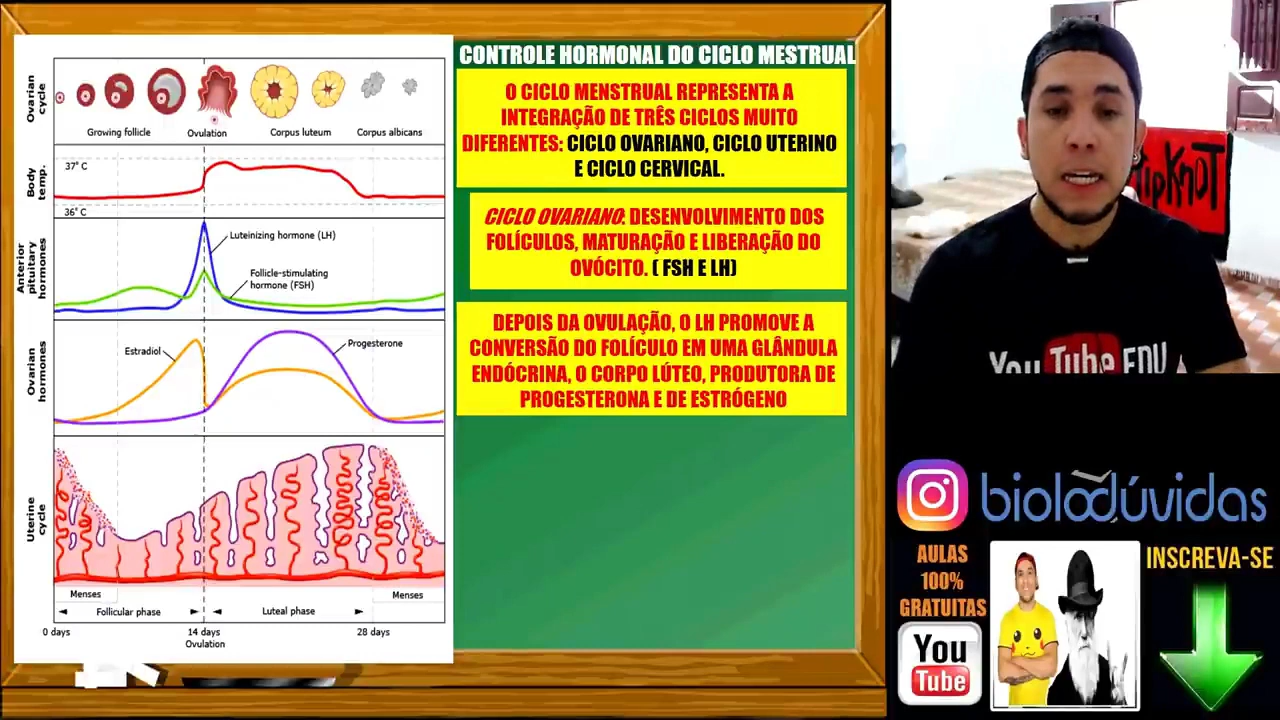 Ovarian
cycle
Growing follicle
Ovulation
Corpus luteum
Corpus albicans
Body
temp.
37° C
36° C
Anterior
pituitary
hormones
Luteinizing hormone (LH)
Follicle-stimulating
hormone (FSH)
Ovarian
hormones
Estradiol
Progesterone
Uterine
cycle
Menses
Menses
Follicular phase
Luteal phase
0 days
14 days
28 days
Ovulation
CONTROLE HORMONAL DO CICLO MESTRUAL
O CICLO MENSTRUAL REPRESENTA A
INTEGRAÇÃO DE TRÊS CICLOS MUITO
DIFERENTES: CICLO OVARIANO, CICLO UTERINO
E CICLO CERVICAL.
CICLO OVARIANO: DESENVOLVIMENTO DOS
FOLÍCULOS, MATURAÇÃO E LIBERAÇÃO DO
OVÓCITO. ( FSH E LH)
DEPOIS DA OVULAÇÃO, O LH PROMOVE A
CONVERSÃO DO FOLÍCULO EM UMA GLÂNDULA
ENDÓCRINA, O CORPO LÚTEO, PRODUTORA DE
PROGESTERONA E DE ESTRÓGENO
ipKnoT
You Tube EDU
biolodúvidas
AULAS
100%
GRATUITAS
You
Tube
INSCREVA-SE